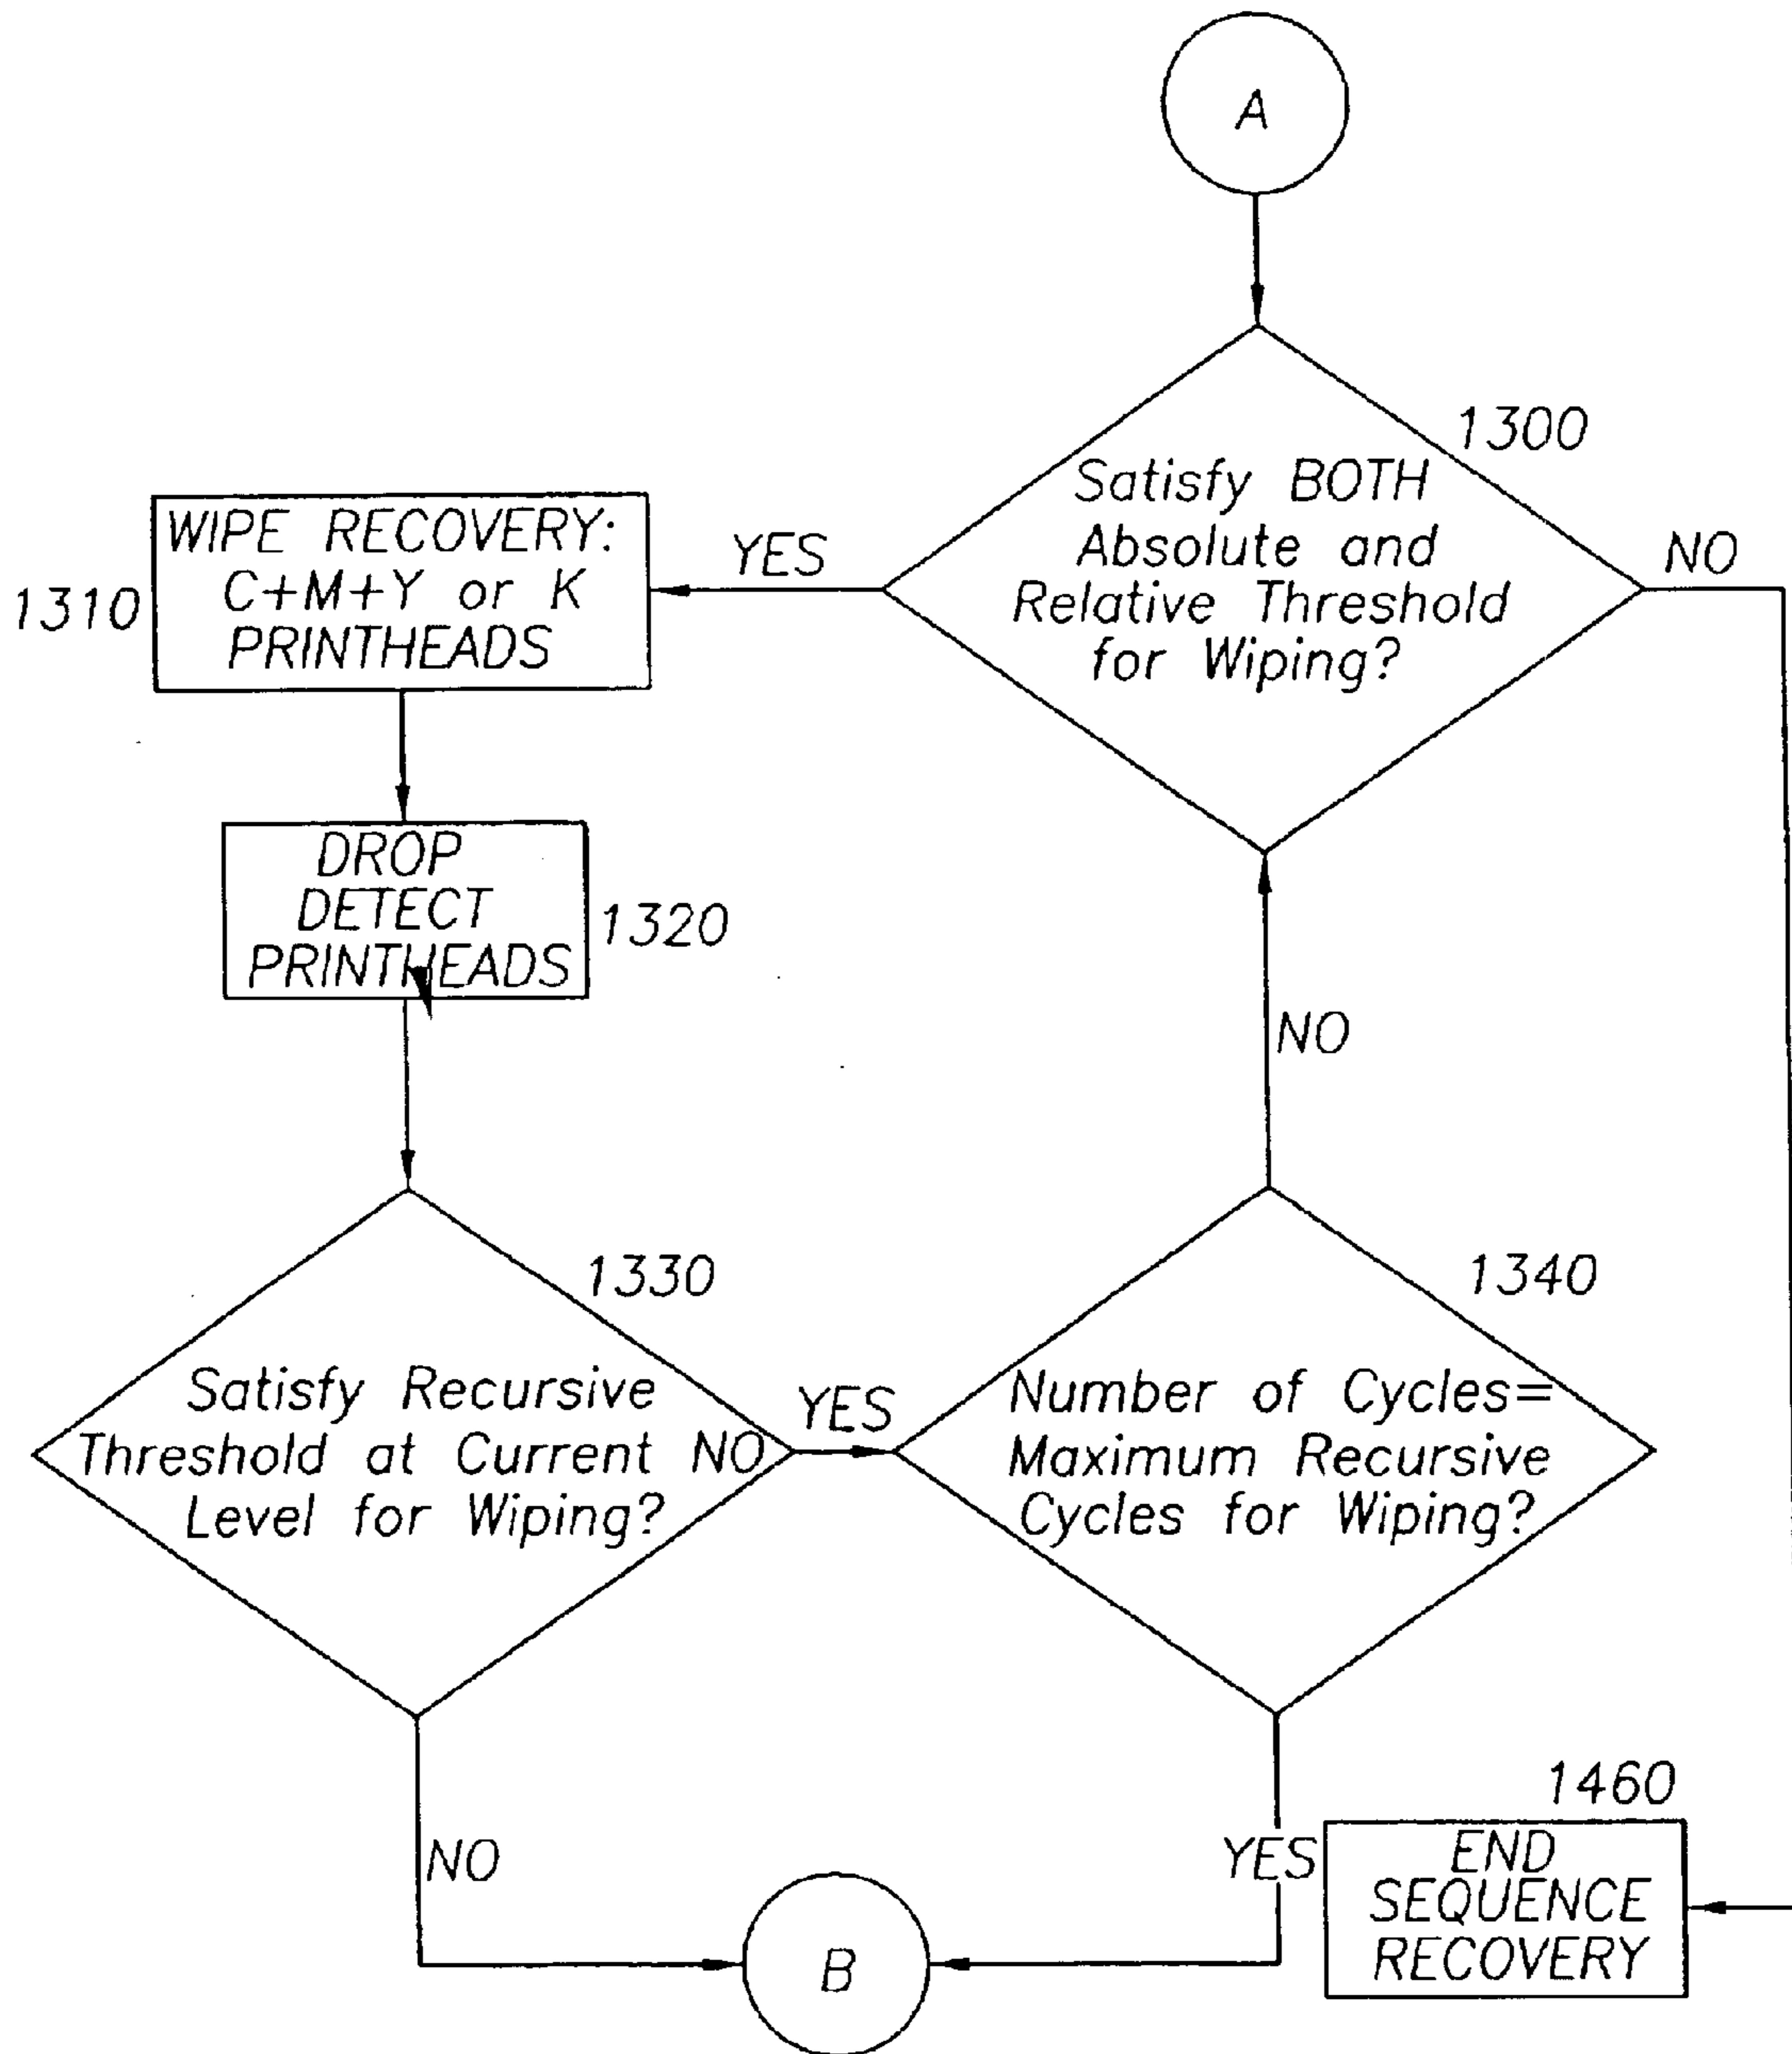 A
1300
Satisfy BOTH
Absolute and
Relative Threshold
for Wiping?
YES
NO
1310
WIPE RECOVERY:
C+M+Y or K
PRINTHEADS
DROP
DETECT
PRINTHEADS
1320
NO
1330
Satisfy Recursive
Threshold at Current NO
Level for Wiping?
YES
1340
Number of Cycles=
Maximum Recursive
Cycles for Wiping?
NO
YES
B
1460
END
SEQUENCE
RECOVERY